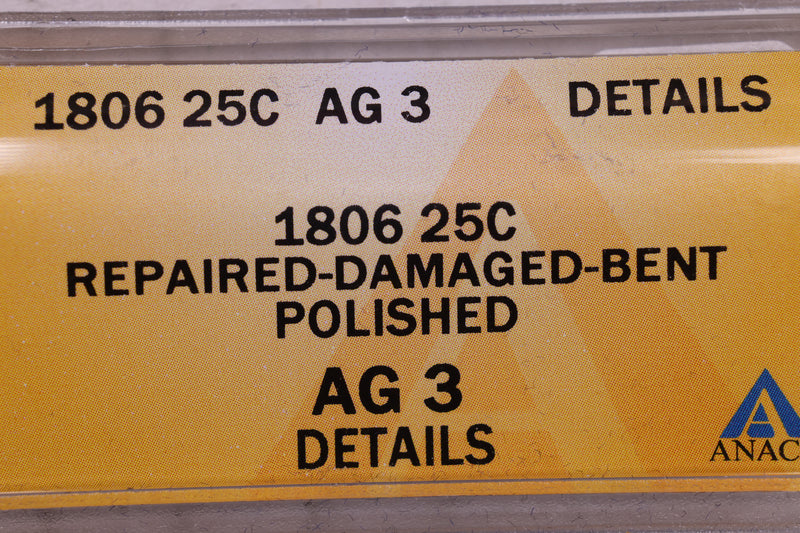 1806 25C AG 3 DETAILS
1806 25C
REPAIRED-DAMAGED-BENT
POLISHED
AG 3
DETAILS
ANAC